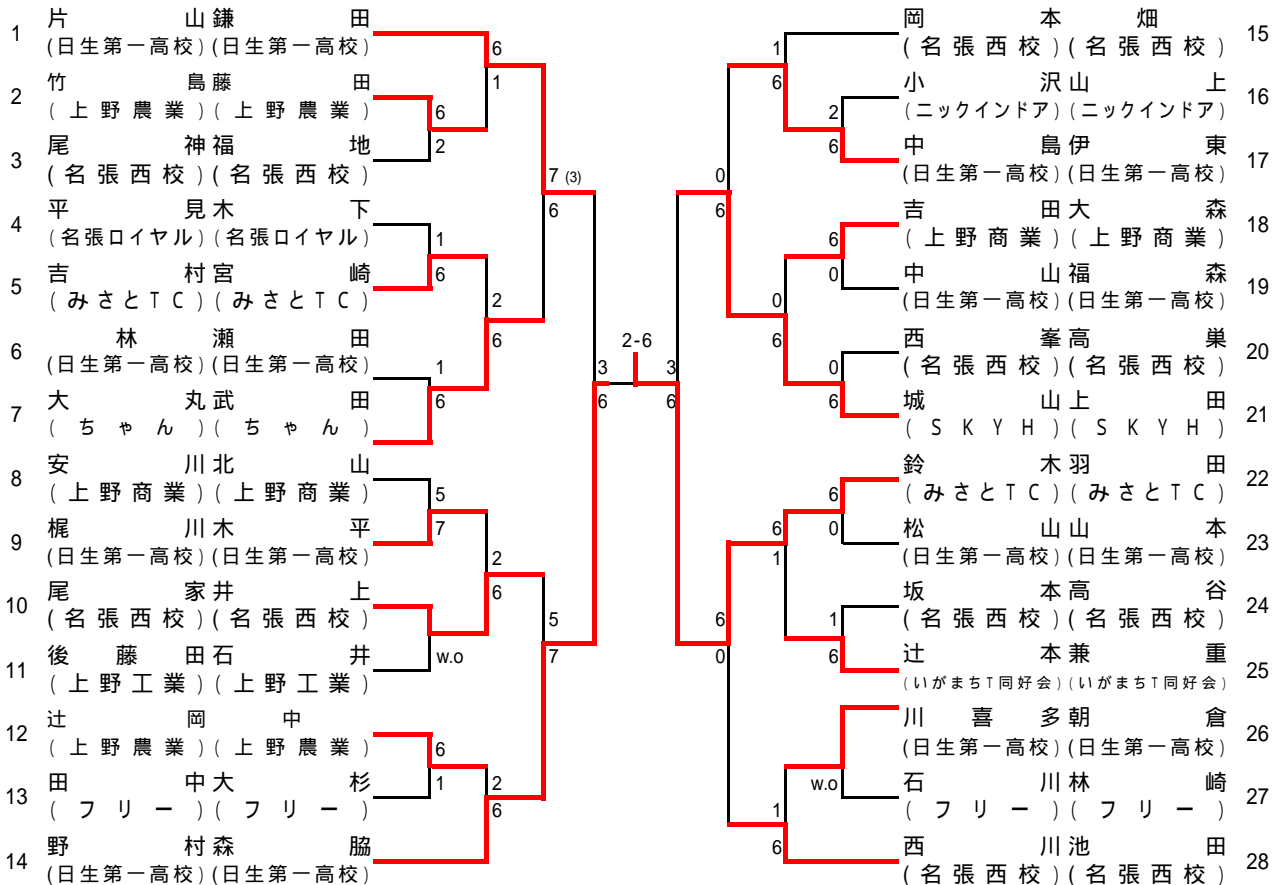 1 片山 鎌田
(日生第一高校) (日生第一高校)
2 竹島 藤田
(上野農業) (上野農業)
3 尾神 福地
(名張西校) (名張西校)
4 平見 木下
(名張ロイヤル) (名張ロイヤル)
5 吉村 宮崎
(みさとTC) (みさとTC)
6 林 瀬田
(日生第一高校) (日生第一高校)
7 大丸 武田
(ちゃん) (ちゃん)
8 安川 北山
(上野商業) (上野商業)
9 梶川 木平
(日生第一高校) (日生第一高校)
10 尾家 井上
(名張西校) (名張西校)
11 後藤田 石井
(上野工業) (上野工業)
12 辻岡 中
(上野農業) (上野農業)
13 田中 大杉
(フリー) (フリー)
14 野村 森脇
(日生第一高校) (日生第一高校)
6
1
6
2
7 (3)
6
1
6
2
6
1
6
3
6
5
7
2
6
w.o
5
7
6
1
2
6
2-6
3
6
1
6
2
6
0
6
6
0
0
6
0
6
6
0
6
1
1
6
6
0
w.o
1
6
岡本 畑 15
(名張西校) (名張西校)
小沢 山上 16
(ニックインドア) (ニックインドア)
中島 伊東 17
(日生第一高校) (日生第一高校)
吉田 大森 18
(上野商業) (上野商業)
中山 福森 19
(日生第一高校) (日生第一高校)
西峯 高巣 20
(名張西校) (名張西校)
城山 上田 21
(SKYH) (SKYH)
鈴木 羽田 22
(みさとTC) (みさとTC)
松山 山本 23
(日生第一高校) (日生第一高校)
坂本 高谷 24
(名張西校) (名張西校)
辻本 兼重 25
(いがまちT同好会) (いがまちT同好会)
川喜多 朝倉 26
(日生第一高校) (日生第一高校)
石川 林崎 27
(フリー) (フリー)
西川 池田 28
(名張西校) (名張西校)